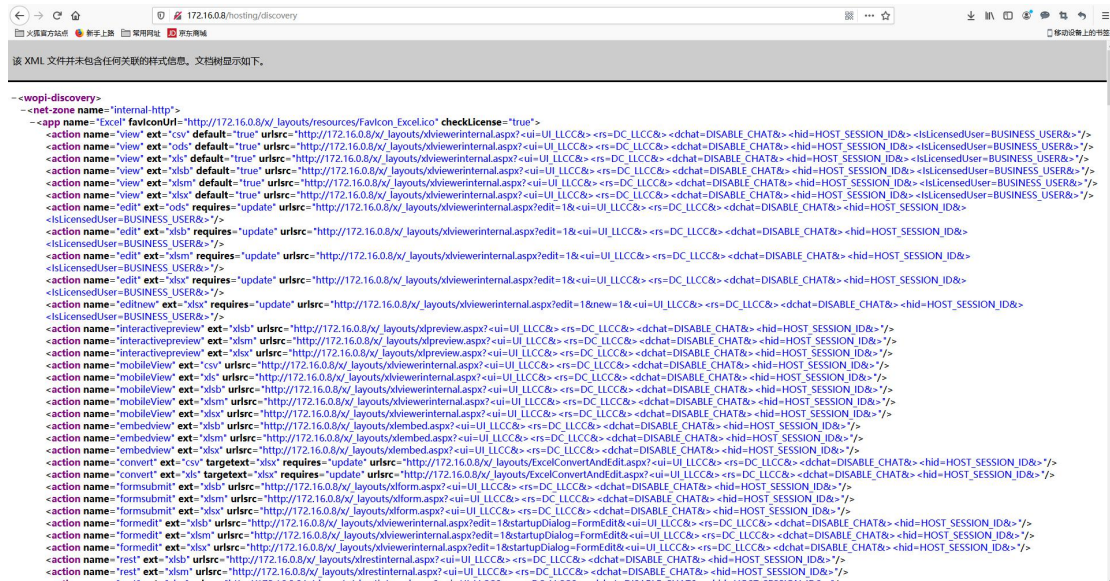 172.16.0.8/hosting/discovery
火狐官方站点 新手上路 常用网址 JD 京东商城 移动设备上的书签
该 XML 文件并未包含任何关联的样式信息。文档树显示如下。
-<wopi-discovery>
-<net-zone name="internal-http">
-<app name="Excel" favIconUrl="http://172.16.0.8/x/_layouts/resources/FavIcon_Excel.ico" checkLicense="true">
<action name="view" ext="csv" default="true" urlsrc="http://172.16.0.8/x/_layouts/xlviewerinternal.aspx?<ui=UI_LLCC&><rs=DC_LLCC&><dchat=DISABLE_CHAT&><hid=HOST_SESSION_ID&><IsLicensedUser=BUSINESS_USER&>"/>
<action name="view" ext="ods" default="true" urlsrc="http://172.16.0.8/x/_layouts/xlviewerinternal.aspx?<ui=UI_LLCC&><rs=DC_LLCC&><dchat=DISABLE_CHAT&><hid=HOST_SESSION_ID&><IsLicensedUser=BUSINESS_USER&>"/>
<action name="view" ext="xls" default="true" urlsrc="http://172.16.0.8/x/_layouts/xlviewerinternal.aspx?<ui=UI_LLCC&><rs=DC_LLCC&><dchat=DISABLE_CHAT&><hid=HOST_SESSION_ID&><IsLicensedUser=BUSINESS_USER&>"/>
<action name="view" ext="xlsb" default="true" urlsrc="http://172.16.0.8/x/_layouts/xlviewerinternal.aspx?<ui=UI_LLCC&><rs=DC_LLCC&><dchat=DISABLE_CHAT&><hid=HOST_SESSION_ID&><IsLicensedUser=BUSINESS_USER&>"/>
<action name="view" ext="xlsm" default="true" urlsrc="http://172.16.0.8/x/_layouts/xlviewerinternal.aspx?<ui=UI_LLCC&><rs=DC_LLCC&><dchat=DISABLE_CHAT&><hid=HOST_SESSION_ID&><IsLicensedUser=BUSINESS_USER&>"/>
<action name="view" ext="xlsx" default="true" urlsrc="http://172.16.0.8/x/_layouts/xlviewerinternal.aspx?<ui=UI_LLCC&><rs=DC_LLCC&><dchat=DISABLE_CHAT&><hid=HOST_SESSION_ID&><IsLicensedUser=BUSINESS_USER&>"/>
<action name="edit" ext="ods" requires="update" urlsrc="http://172.16.0.8/x/_layouts/xlviewerinternal.aspx?edit=1&<ui=UI_LLCC&><rs=DC_LLCC&><dchat=DISABLE_CHAT&><hid=HOST_SESSION_ID&>
<IsLicensedUser=BUSINESS_USER&>"/>
<action name="edit" ext="xlsb" requires="update" urlsrc="http://172.16.0.8/x/_layouts/xlviewerinternal.aspx?edit=1&<ui=UI_LLCC&><rs=DC_LLCC&><dchat=DISABLE_CHAT&><hid=HOST_SESSION_ID&>
<IsLicensedUser=BUSINESS_USER&>"/>
<action name="edit" ext="xlsm" requires="update" urlsrc="http://172.16.0.8/x/_layouts/xlviewerinternal.aspx?edit=1&<ui=UI_LLCC&><rs=DC_LLCC&><dchat=DISABLE_CHAT&><hid=HOST_SESSION_ID&>
<IsLicensedUser=BUSINESS_USER&>"/>
<action name="edit" ext="xlsx" requires="update" urlsrc="http://172.16.0.8/x/_layouts/xlviewerinternal.aspx?edit=1&<ui=UI_LLCC&><rs=DC_LLCC&><dchat=DISABLE_CHAT&><hid=HOST_SESSION_ID&>
<IsLicensedUser=BUSINESS_USER&>"/>
<action name="editnew" ext="xlsx" requires="update" urlsrc="http://172.16.0.8/x/_layouts/xlviewerinternal.aspx?edit=1&new=1&<ui=UI_LLCC&><rs=DC_LLCC&><dchat=DISABLE_CHAT&><hid=HOST_SESSION_ID&>
<IsLicensedUser=BUSINESS_USER&>"/>
<action name="interactivepreview" ext="xlsb" urlsrc="http://172.16.0.8/x/_layouts/xlpreview.aspx?<ui=UI_LLCC&><rs=DC_LLCC&><dchat=DISABLE_CHAT&><hid=HOST_SESSION_ID&>"/>
<action name="interactivepreview" ext="xlsm" urlsrc="http://172.16.0.8/x/_layouts/xlpreview.aspx?<ui=UI_LLCC&><rs=DC_LLCC&><dchat=DISABLE_CHAT&><hid=HOST_SESSION_ID&>"/>
<action name="interactivepreview" ext="xlsx" urlsrc="http://172.16.0.8/x/_layouts/xlpreview.aspx?<ui=UI_LLCC&><rs=DC_LLCC&><dchat=DISABLE_CHAT&><hid=HOST_SESSION_ID&>"/>
<action name="mobileView" ext="csv" urlsrc="http://172.16.0.8/x/_layouts/xlviewerinternal.aspx?<ui=UI_LLCC&><rs=DC_LLCC&><dchat=DISABLE_CHAT&><hid=HOST_SESSION_ID&>"/>
<action name="mobileView" ext="xls" urlsrc="http://172.16.0.8/x/_layouts/xlviewerinternal.aspx?<ui=UI_LLCC&><rs=DC_LLCC&><dchat=DISABLE_CHAT&><hid=HOST_SESSION_ID&>"/>
<action name="mobileView" ext="xlsb" urlsrc="http://172.16.0.8/x/_layouts/xlviewerinternal.aspx?<ui=UI_LLCC&><rs=DC_LLCC&><dchat=DISABLE_CHAT&><hid=HOST_SESSION_ID&>"/>
<action name="mobileView" ext="xlsm" urlsrc="http://172.16.0.8/x/_layouts/xlviewerinternal.aspx?<ui=UI_LLCC&><rs=DC_LLCC&><dchat=DISABLE_CHAT&><hid=HOST_SESSION_ID&>"/>
<action name="mobileView" ext="xlsx" urlsrc="http://172.16.0.8/x/_layouts/xlviewerinternal.aspx?<ui=UI_LLCC&><rs=DC_LLCC&><dchat=DISABLE_CHAT&><hid=HOST_SESSION_ID&>"/>
<action name="embedview" ext="xlsb" urlsrc="http://172.16.0.8/x/_layouts/xlembed.aspx?<ui=UI_LLCC&><rs=DC_LLCC&><dchat=DISABLE_CHAT&><hid=HOST_SESSION_ID&>"/>
<action name="embedview" ext="xlsm" urlsrc="http://172.16.0.8/x/_layouts/xlembed.aspx?<ui=UI_LLCC&><rs=DC_LLCC&><dchat=DISABLE_CHAT&><hid=HOST_SESSION_ID&>"/>
<action name="embedview" ext="xlsx" urlsrc="http://172.16.0.8/x/_layouts/xlembed.aspx?<ui=UI_LLCC&><rs=DC_LLCC&><dchat=DISABLE_CHAT&><hid=HOST_SESSION_ID&>"/>
<action name="convert" ext="csv" targetext="xlsx" requires="update" urlsrc="http://172.16.0.8/x/_layouts/ExcelConvertAndEdit.aspx?<ui=UI_LLCC&><rs=DC_LLCC&><dchat=DISABLE_CHAT&><hid=HOST_SESSION_ID&>"/>
<action name="convert" ext="xls" targetext="xlsx" requires="update" urlsrc="http://172.16.0.8/x/_layouts/ExcelConvertAndEdit.aspx?<ui=UI_LLCC&><rs=DC_LLCC&><dchat=DISABLE_CHAT&><hid=HOST_SESSION_ID&>"/>
<action name="formsubmit" ext="xlsb" urlsrc="http://172.16.0.8/x/_layouts/xlform.aspx?<ui=UI_LLCC&><rs=DC_LLCC&><dchat=DISABLE_CHAT&><hid=HOST_SESSION_ID&>"/>
<action name="formsubmit" ext="xlsm" urlsrc="http://172.16.0.8/x/_layouts/xlform.aspx?<ui=UI_LLCC&><rs=DC_LLCC&><dchat=DISABLE_CHAT&><hid=HOST_SESSION_ID&>"/>
<action name="formsubmit" ext="xlsx" urlsrc="http://172.16.0.8/x/_layouts/xlform.aspx?<ui=UI_LLCC&><rs=DC_LLCC&><dchat=DISABLE_CHAT&><hid=HOST_SESSION_ID&>"/>
<action name="formedit" ext="xlsb" urlsrc="http://172.16.0.8/x/_layouts/xlviewerinternal.aspx?edit=1&startupDialog=FormEdit&<ui=UI_LLCC&><rs=DC_LLCC&><dchat=DISABLE_CHAT&><hid=HOST_SESSION_ID&>"/>
<action name="formedit" ext="xlsm" urlsrc="http://172.16.0.8/x/_layouts/xlviewerinternal.aspx?edit=1&startupDialog=FormEdit&<ui=UI_LLCC&><rs=DC_LLCC&><dchat=DISABLE_CHAT&><hid=HOST_SESSION_ID&>"/>
<action name="formedit" ext="xlsx" urlsrc="http://172.16.0.8/x/_layouts/xlviewerinternal.aspx?edit=1&startupDialog=FormEdit&<ui=UI_LLCC&><rs=DC_LLCC&><dchat=DISABLE_CHAT&><hid=HOST_SESSION_ID&>"/>
<action name="rest" ext="xlsb" urlsrc="http://172.16.0.8/x/_layouts/xlrestinternal.aspx?<ui=UI_LLCC&><rs=DC_LLCC&><dchat=DISABLE_CHAT&><hid=HOST_SESSION_ID&>"/>
<action name="rest" ext="xlsm" urlsrc="http://172.16.0.8/x/_layouts/xlrestinternal.aspx?<ui=UI_LLCC&><rs=DC_LLCC&><dchat=DISABLE_CHAT&><hid=HOST_SESSION_ID&>"/>